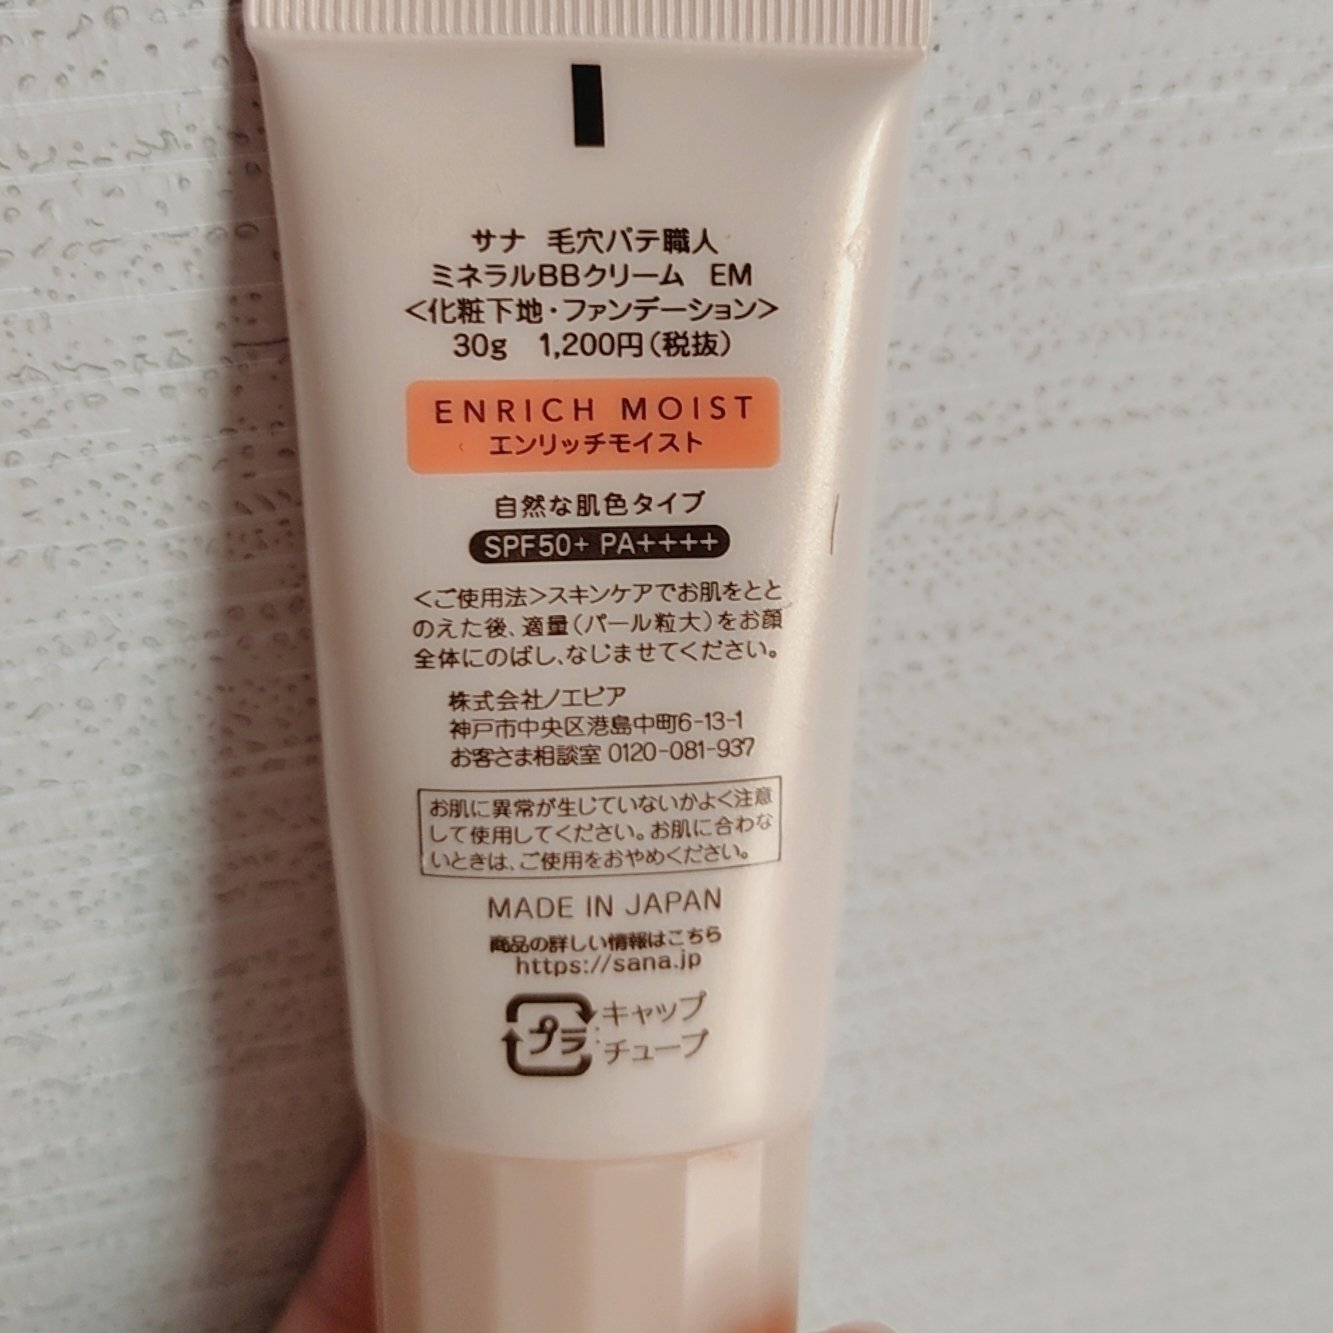 サナ 毛穴パテ職人
ミネラルBBクリーム EM
<化粧下地・ファンデーション>
30g 1,200円(税抜)
ENRICH MOIST
エンリッチモイスト
自然な肌色タイプ
SPF50+ PA++++
<ご使用法>スキンケアでお肌をとと
のえた後、適量(パール粒大)をお顔
全体にのばし、なじませてください。
株式会社ノエビア
神戸市中央区港島中町6-13-1
お客さま相談室 0120-081-937
お肌に異常が生じていないかよく注意
して使用してください。お肌に合わな
いときは、ご使用をおやめください。
MADE IN JAPAN
商品の詳しい情報はこちら
https://sana.jp
プラ キャップ
チューブ